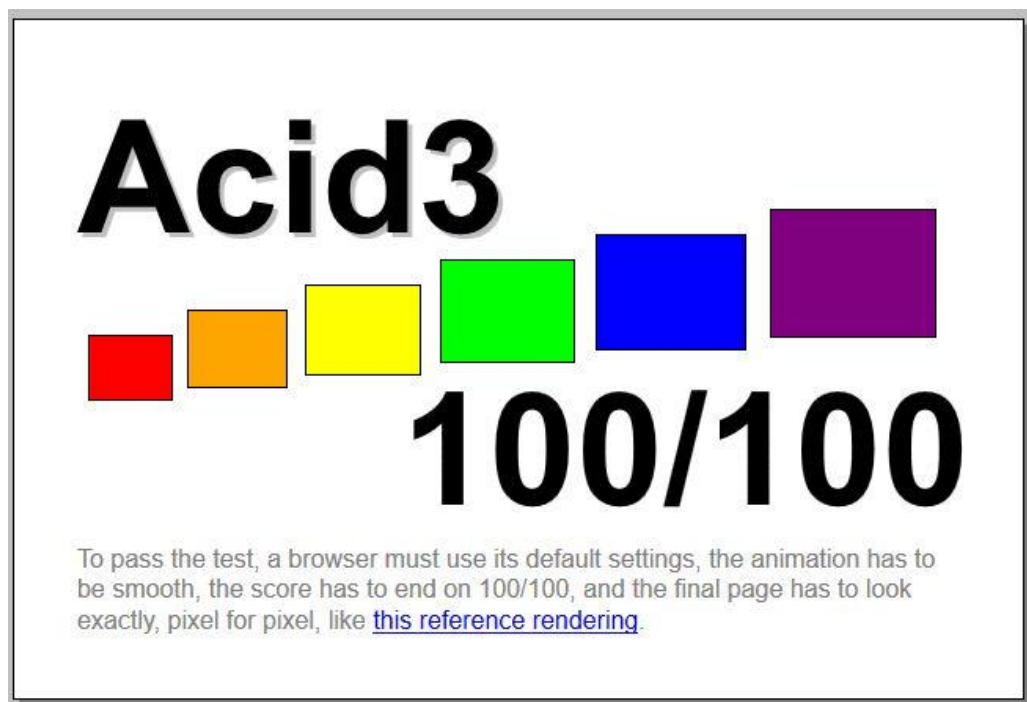 Acid3
100/100
To pass the test, a browser must use its default settings, the animation has to
be smooth, the score has to end on 100/100, and the final page has to look
exactly, pixel for pixel, like this reference rendering.